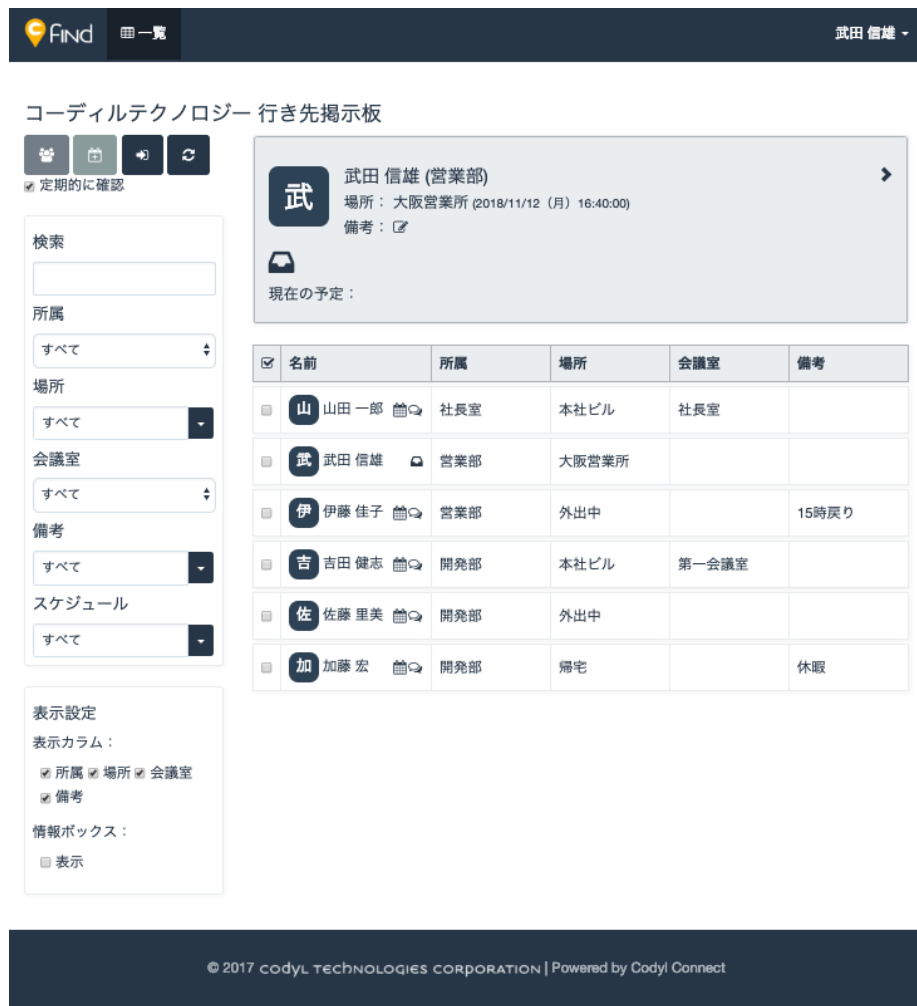 Find 一覧 武田 信雄
コーディルテクノロジー 行き先掲示板
定期的に確認
検索
所属
すべて
場所
すべて
会議室
すべて
備考
すべて
スケジュール
すべて
表示設定
表示カラム：
所属 場所 会議室
備考
情報ボックス：
表示
武
武田 信雄 (営業部)
場所： 大阪営業所 (2018/11/12（月）16:40:00)
備考：
現在の予定：
名前 所属 場所 会議室 備考
山 山田 一郎 社長室 本社ビル 社長室
武 武田 信雄 営業部 大阪営業所
伊 伊藤 佳子 営業部 外出中 15時戻り
吉 吉田 健志 開発部 本社ビル 第一会議室
佐 佐藤 里美 開発部 外出中
加 加藤 宏 開発部 帰宅 休暇
© 2017 CODYL TECHNOLOGIES CORPORATION | Powered by Codyl Connect